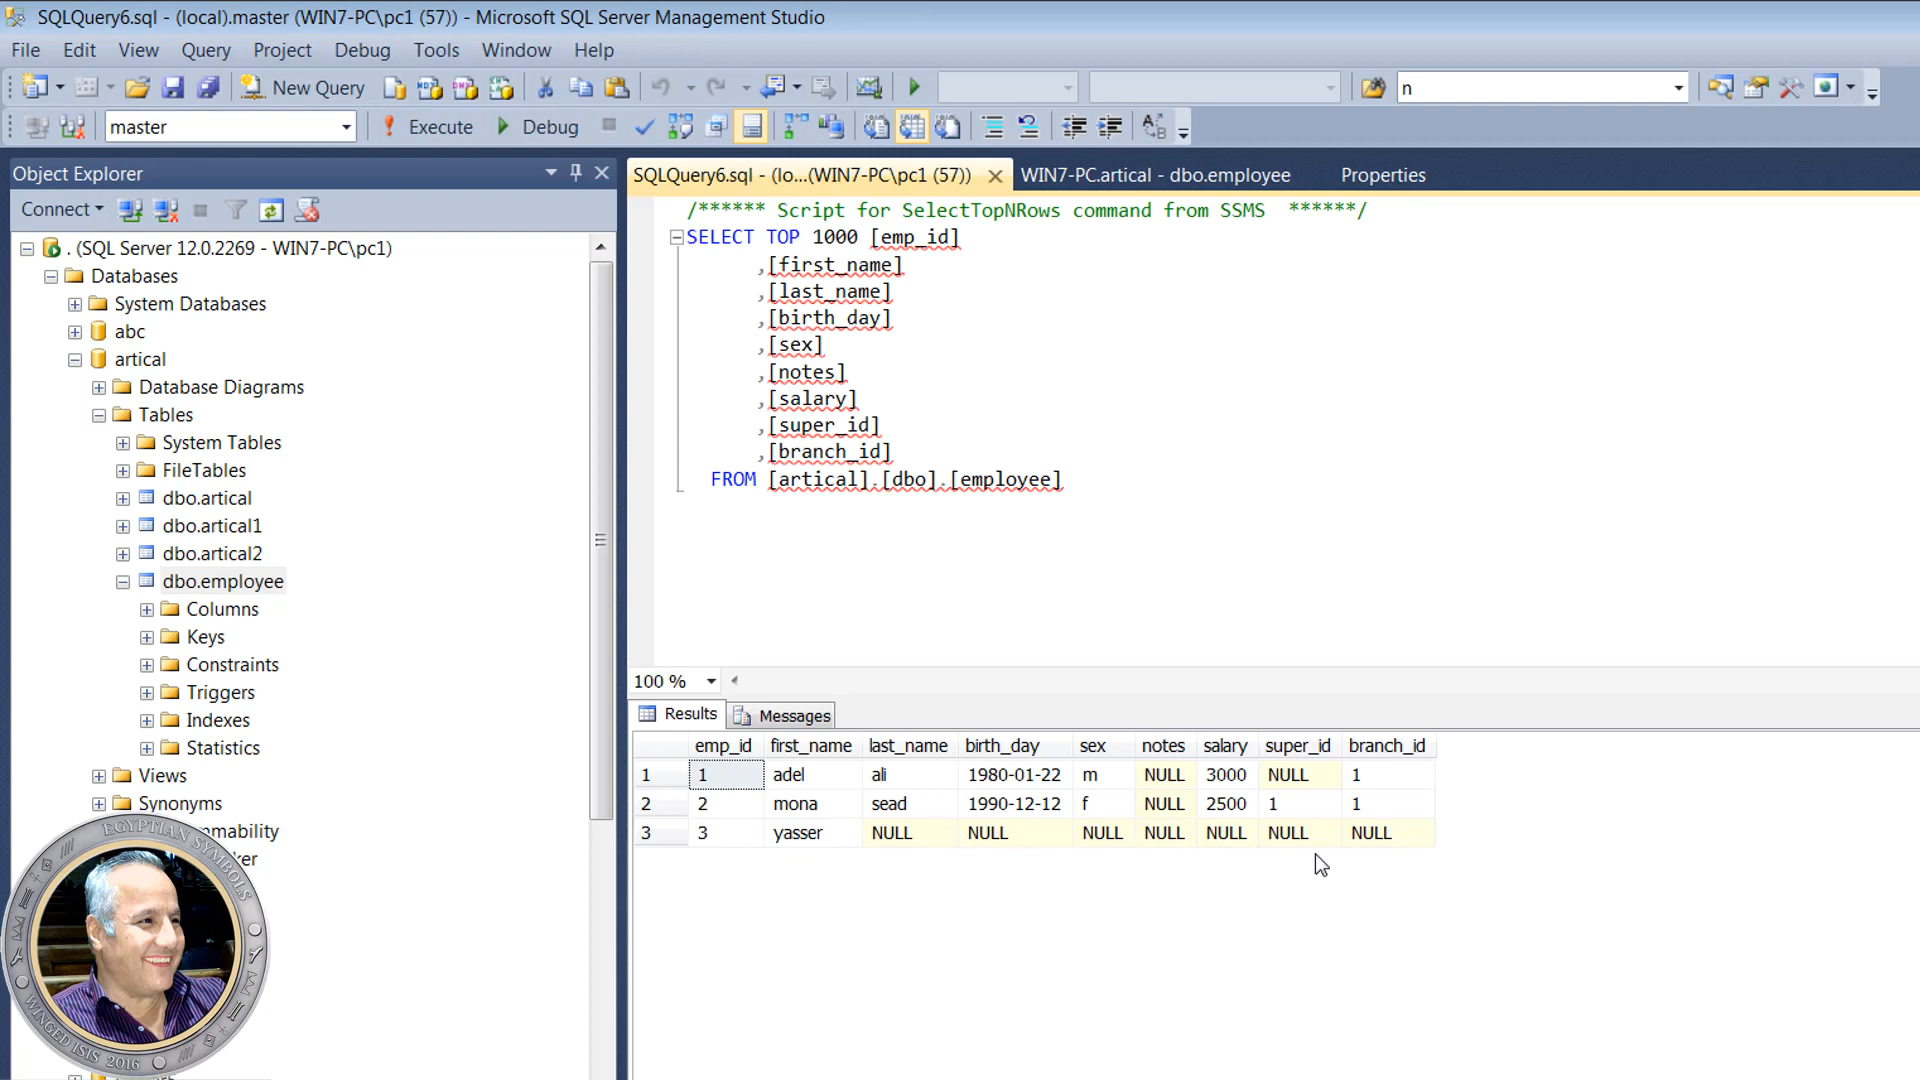 SQLQuery6.sql - (local).master (WIN7-PC\pc1 (57)) - Microsoft SQL Server Management Studio
File Edit View Query Project Debug Tools Window Help
New Query n
master Execute Debug
Object Explorer
Connect
. (SQL Server 12.0.2269 - WIN7-PC\pc1)
Databases
System Databases
abc
artical
Database Diagrams
Tables
System Tables
FileTables
dbo.artical
dbo.artical1
dbo.artical2
dbo.employee
Columns
Keys
Constraints
Triggers
Indexes
Statistics
Views
Synonyms
mmability
ker
EGYPTIAN SYMBOLS
WINGED ISIS 2016
SQLQuery6.sql - (lo...(WIN7-PC\pc1 (57)) WIN7-PC.artical - dbo.employee Properties
/****** Script for SelectTopNRows command from SSMS ******/
SELECT TOP 1000 [emp_id]
,[first_name]
,[last_name]
,[birth_day]
,[sex]
,[notes]
,[salary]
,[super_id]
,[branch_id]
FROM [artical].[dbo].[employee]
100 %
Results Messages
emp_id first_name last_name birth_day sex notes salary super_id branch_id
1 1 adel ali 1980-01-22 m NULL 3000 NULL 1
2 2 mona sead 1990-12-12 f NULL 2500 1 1
3 3 yasser NULL NULL NULL NULL NULL NULL NULL